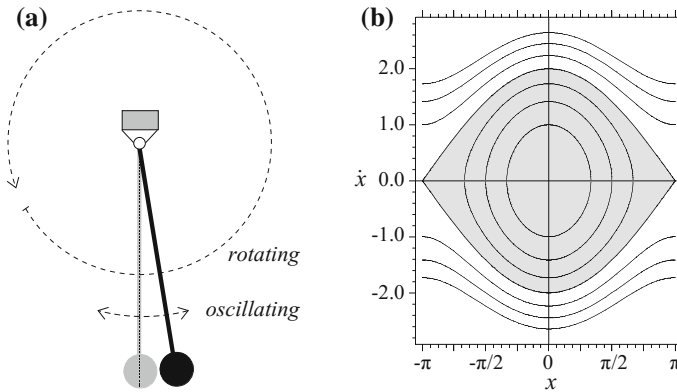 (a)
rotating
oscillating
(b)
2.0
1.0
ẋ 0.0
-1.0
-2.0
-π -π/2 0 π/2 π
x